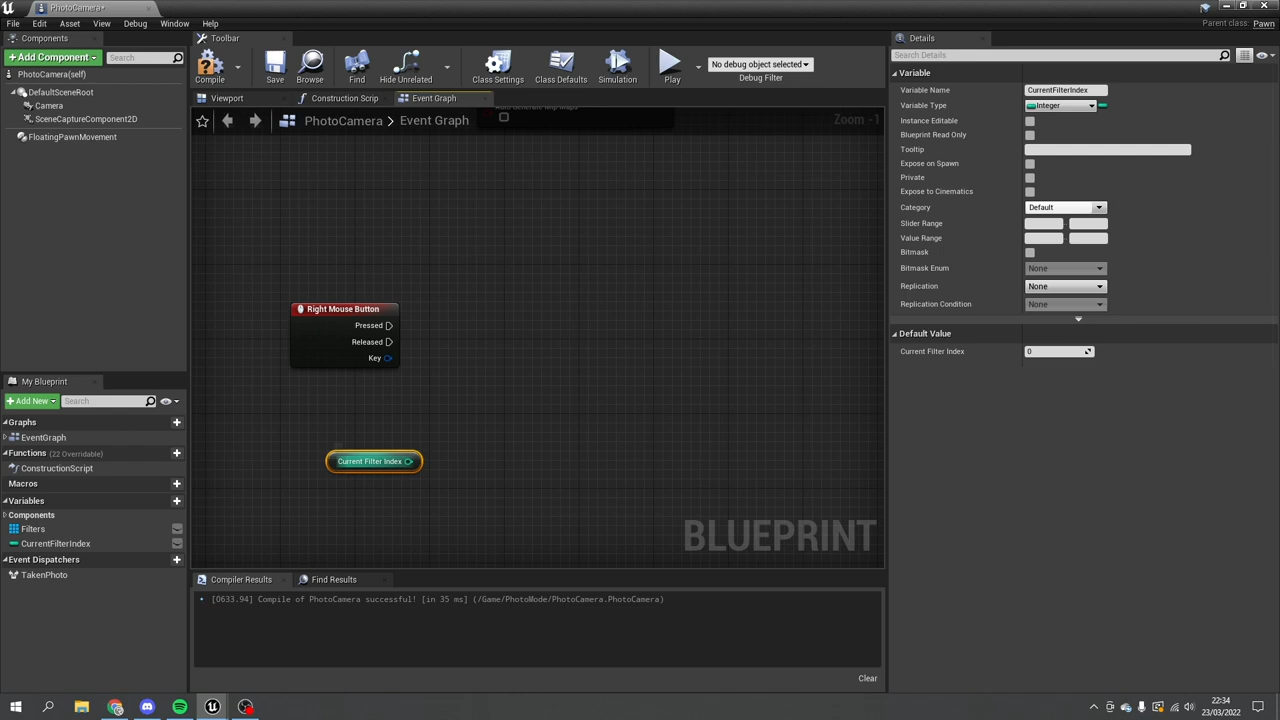 PhotoCamera*
File Edit Asset View Debug Window Help
Parent class: Pawn
Components
+Add Component
Search
PhotoCamera(self)
DefaultSceneRoot
Camera
SceneCaptureComponent2D
FloatingPawnMovement
Toolbar
Compile Save Browse Find Hide Unrelated Class Settings Class Defaults Simulation Play
No debug object selected
Debug Filter
Viewport Construction Scrip Event Graph
PhotoCamera Event Graph
Zoom -1
Right Mouse Button
Pressed
Released
Key
Current Filter Index
BLUEPRINT
My Blueprint
+Add New
Search
Graphs
EventGraph
Functions (22 Overridable)
ConstructionScript
Macros
Variables
Components
Filters
CurrentFilterIndex
Event Dispatchers
TakenPhoto
Compiler Results Find Results
[0633.94] Compile of PhotoCamera successful! [in 35 ms] (/Game/PhotoMode/PhotoCamera.PhotoCamera)
Clear
Details
Search Details
Variable
Variable Name CurrentFilterIndex
Variable Type Integer
Instance Editable
Blueprint Read Only
Tooltip
Expose on Spawn
Private
Expose to Cinematics
Category Default
Slider Range
Value Range
Bitmask
Bitmask Enum None
Replication None
Replication Condition None
Default Value
Current Filter Index 0
22:34
23/03/2022